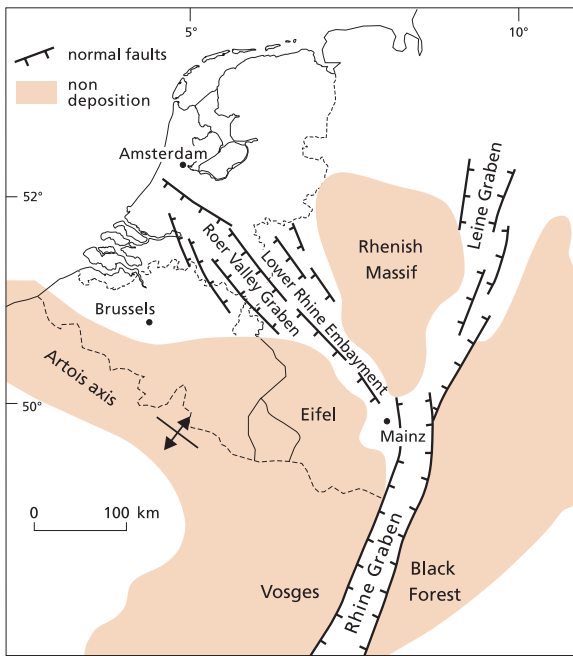 5°
10°
normal faults
non
deposition
Amsterdam
52°
Leine Graben
Rhenish
Massif
Roer Valley Graben
Lower Rhine Embayment
Brussels
Artois axis
50°
Eifel
Mainz
0
100 km
Rhine Graben
Vosges
Black
Forest